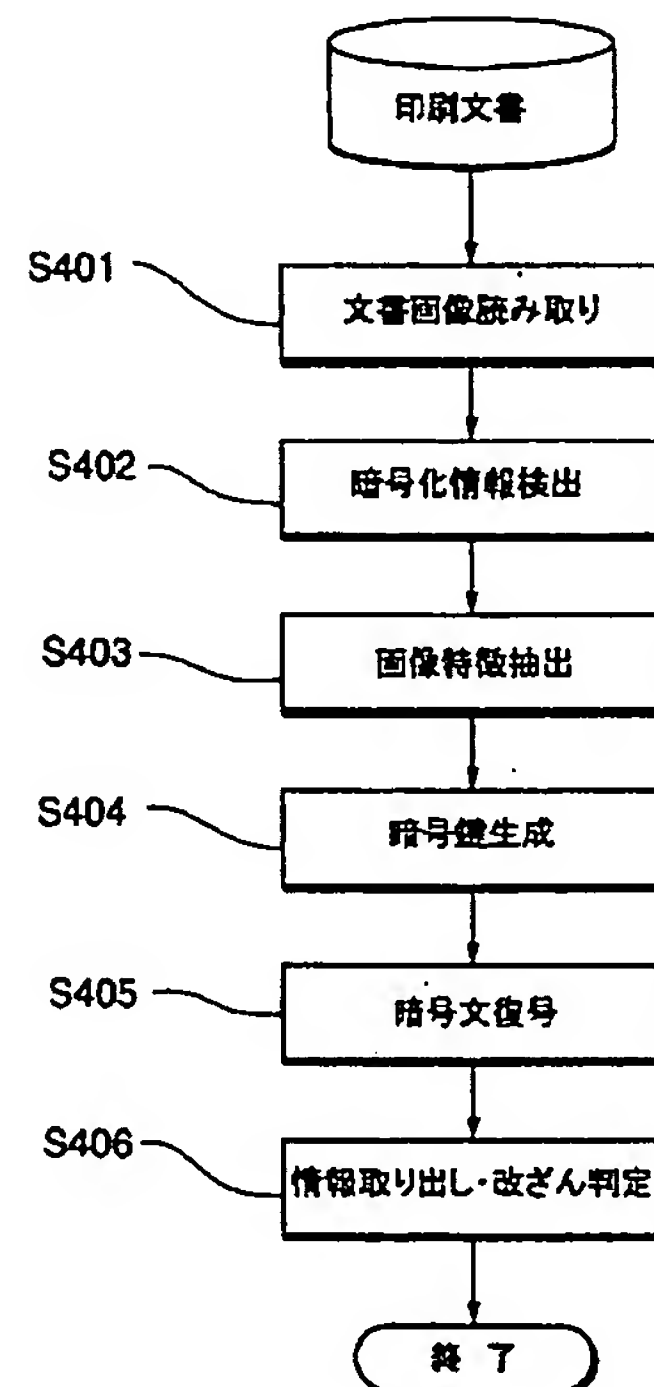 印刷文書
S401
文書画像読み取り
S402
暗号化情報検出
S403
画像特徴抽出
S404
暗号鍵生成
S405
暗号文復号
S406
情報取り出し・改ざん判定
終了